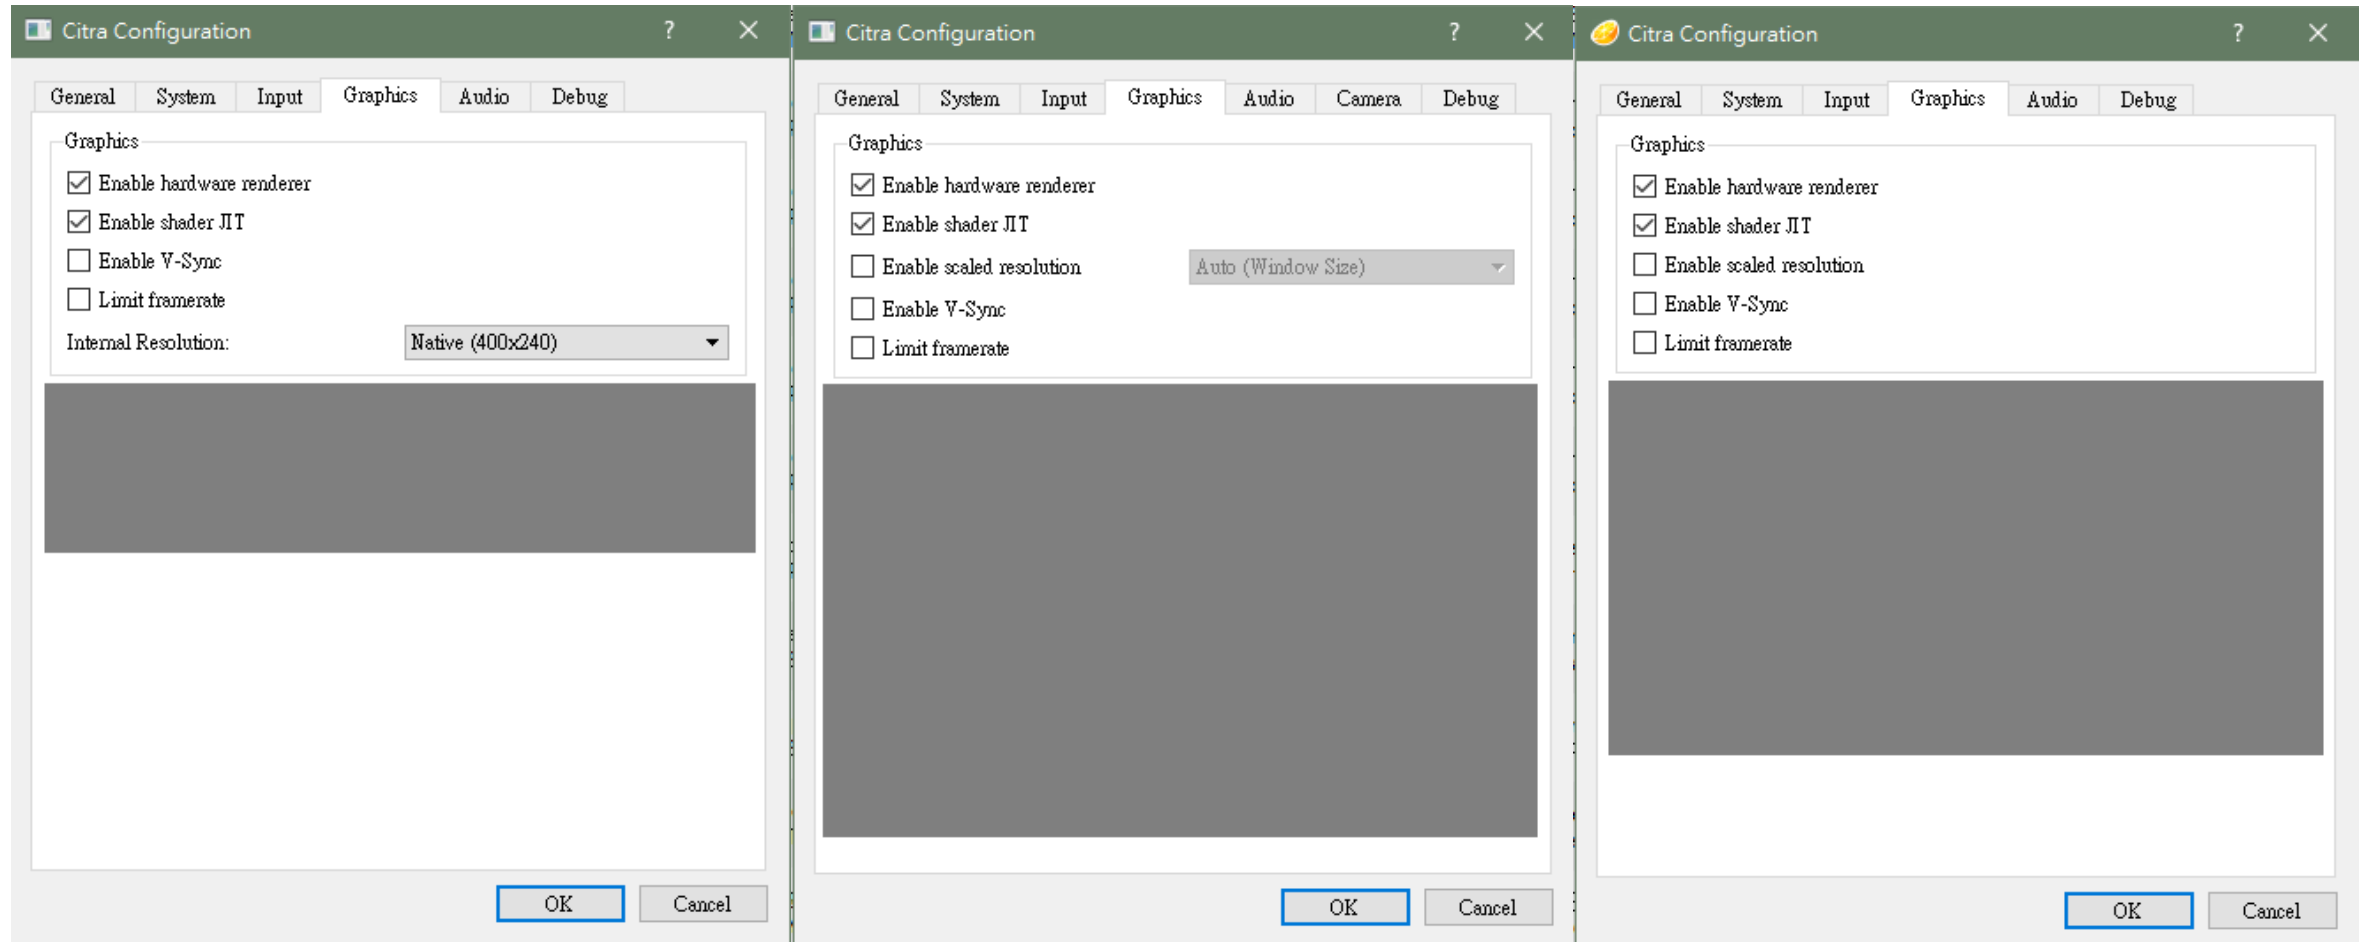 Citra Configuration ?
General System Input Graphics Audio Debug
Graphics
Enable hardware renderer
Enable shader JIT
Enable V-Sync
Limit framerate
Internal Resolution: Native (400x240)
OK Cancel
Citra Configuration ?
General System Input Graphics Audio Camera Debug
Graphics
Enable hardware renderer
Enable shader JIT
Enable scaled resolution Auto (Window Size)
Enable V-Sync
Limit framerate
OK Cancel
Citra Configuration ?
General System Input Graphics Audio Debug
Graphics
Enable hardware renderer
Enable shader JIT
Enable scaled resolution
Enable V-Sync
Limit framerate
OK Cancel